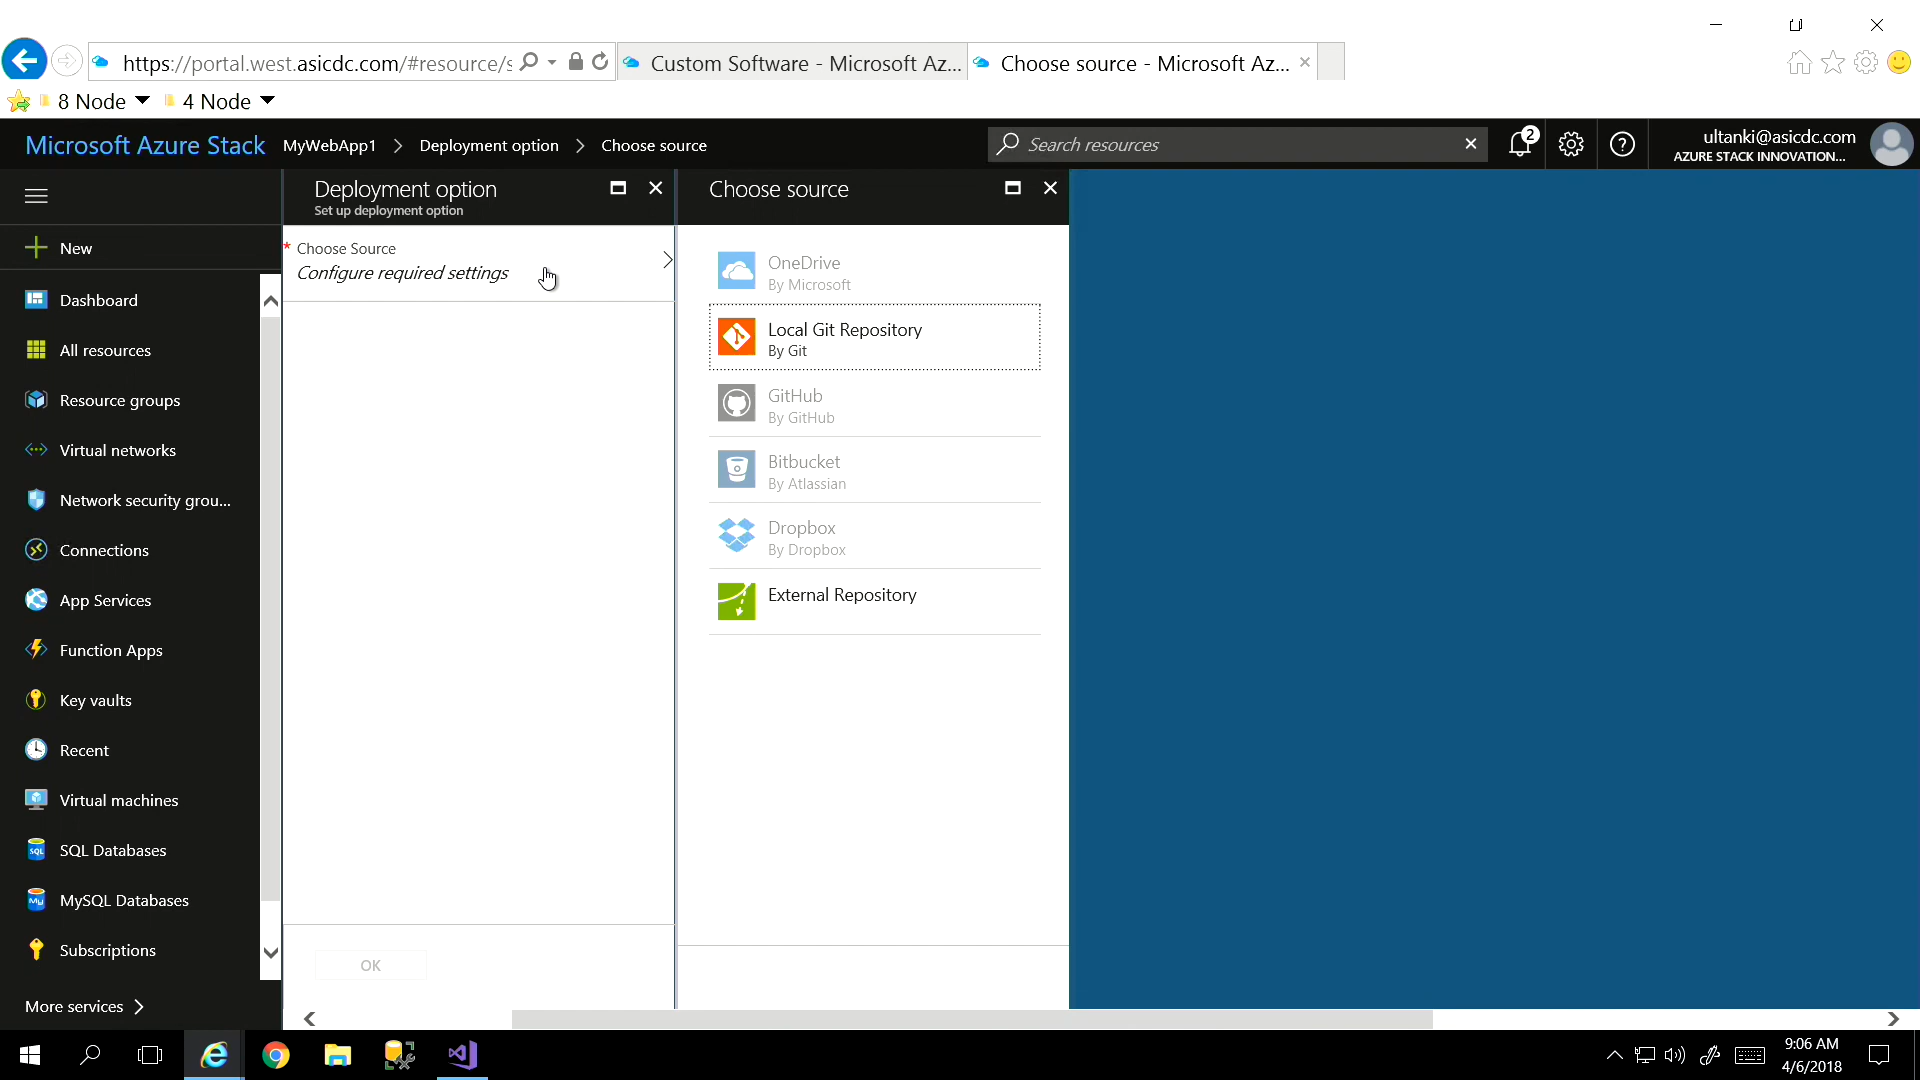 https://portal.west.asicdc.com/#resource/s
Custom Software - Microsoft Az...
Choose source - Microsoft Az...
8 Node
4 Node
Microsoft Azure Stack
MyWebApp1
Deployment option
Choose source
Search resources
2
ultanki@asicdc.com
AZURE STACK INNOVATION...
Deployment option
Set up deployment option
Choose source
New
Dashboard
All resources
Resource groups
Virtual networks
Network security grou...
Connections
App Services
Function Apps
Key vaults
Recent
Virtual machines
SQL Databases
MySQL Databases
Subscriptions
More services
* Choose Source
Configure required settings
OK
OneDrive
By Microsoft
Local Git Repository
By Git
GitHub
By GitHub
Bitbucket
By Atlassian
Dropbox
By Dropbox
External Repository
9:06 AM
4/6/2018